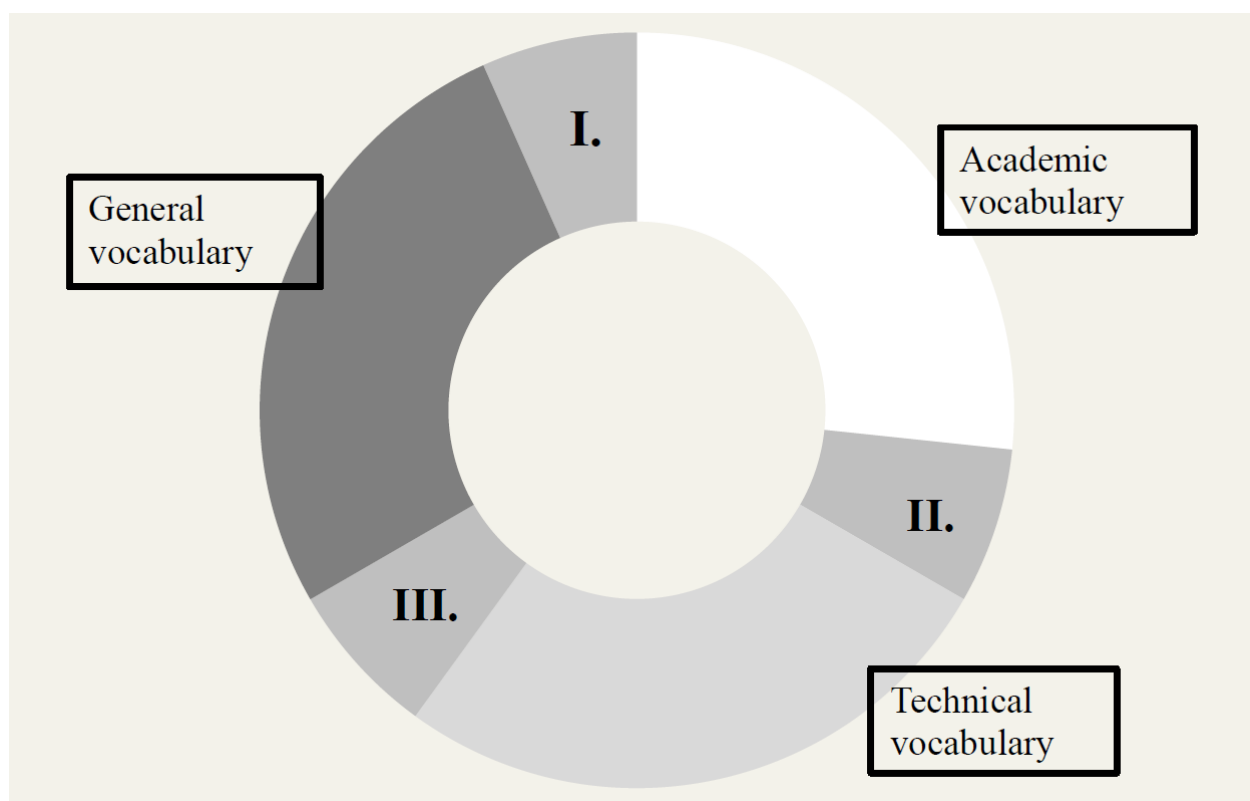 I.
Academic
vocabulary
General
vocabulary
II.
III.
Technical
vocabulary